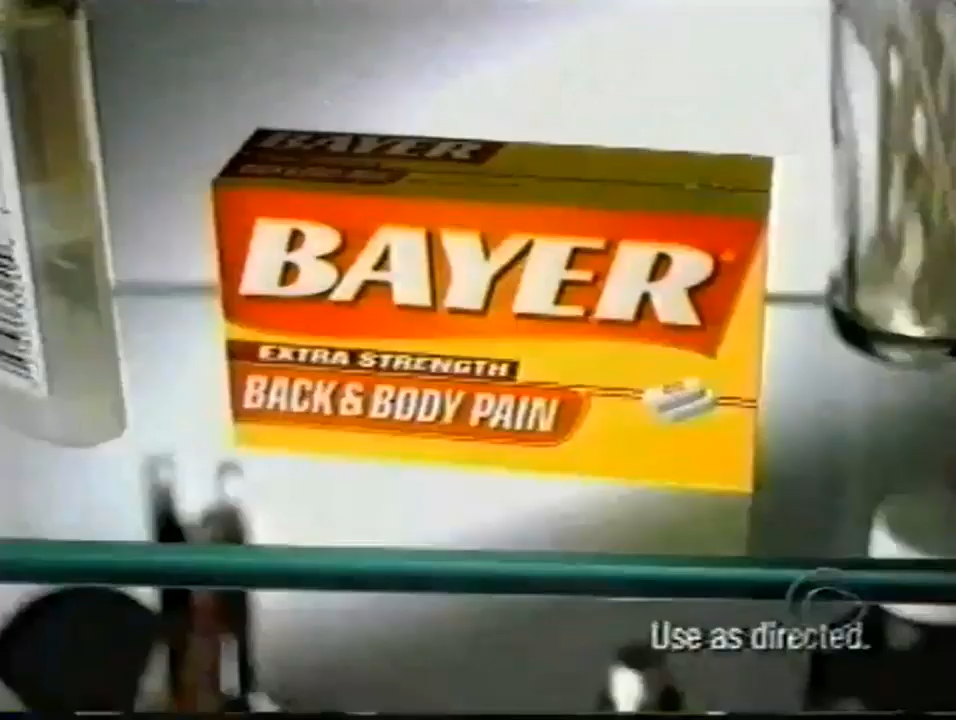 BAYER
BAYER
EXTRA STRENGTH
BACK & BODY PAIN
Use as directed.